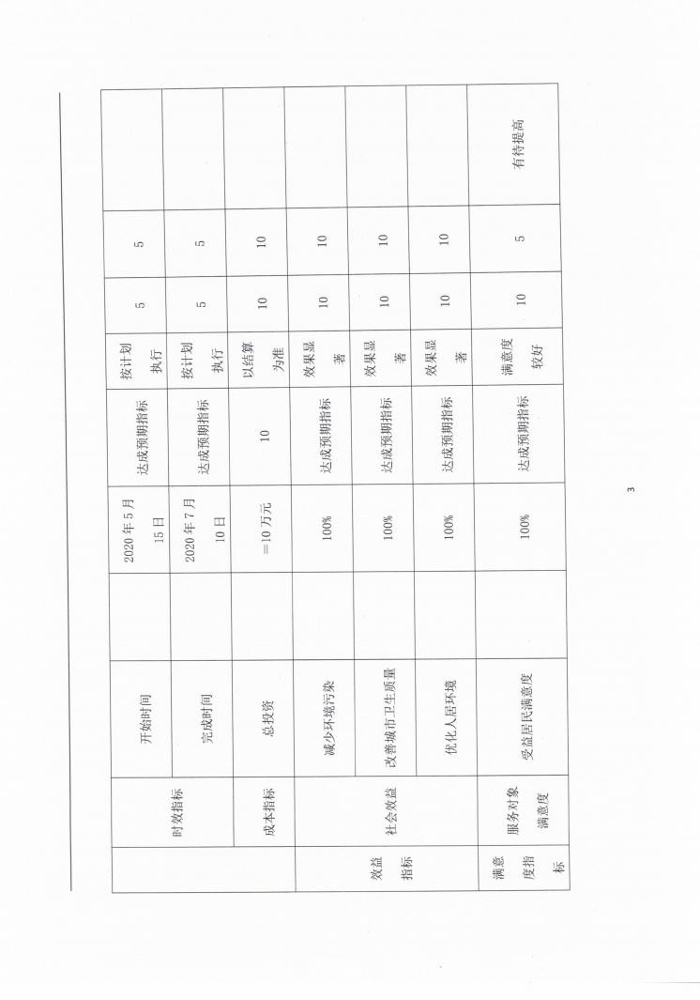 时效指标
开始时间
2020 年 5 月
15 日
达成预期指标
按计划
执行
5
5
完成时间
2020 年 7 月
10 日
达成预期指标
按计划
执行
5
5
成本指标
总投资
=10 万元
10
以结算
为准
10
10
效益
指标
社会效益
减少环境污染
100%
达成预期指标
效果显
著
10
10
改善城市卫生质量
100%
达成预期指标
效果显
著
10
10
优化人居环境
100%
达成预期指标
效果显
著
10
10
满意
度指
标
服务对象
满意度
受益居民满意度
100%
达成预期指标
满意度
较好
10
5
有待提高
3